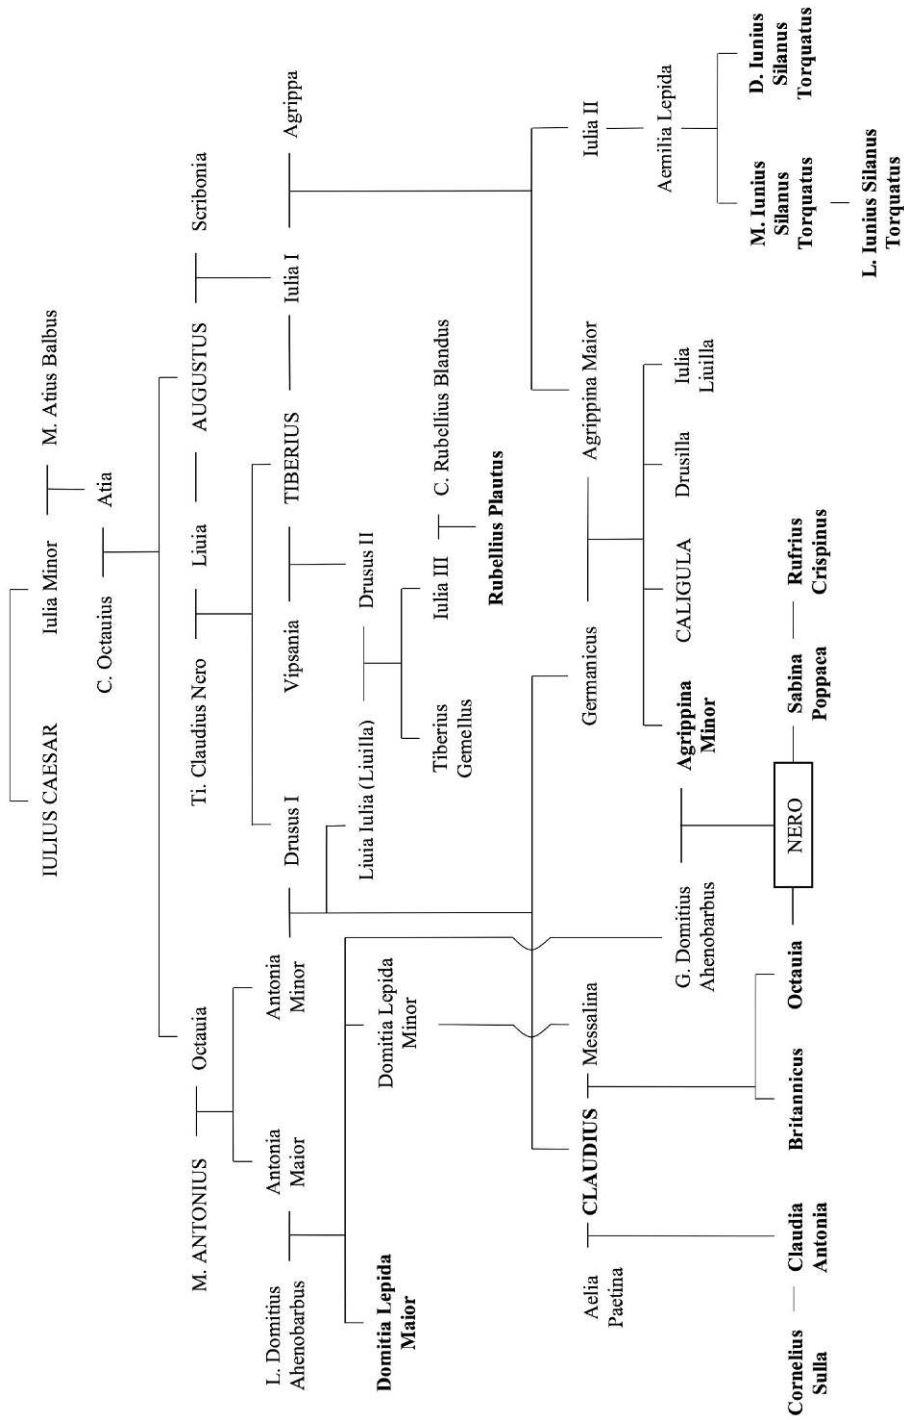 IULIUS CAESAR
Iulia Minor
M. Atius Balbus
C. Octauius
Atia
M. ANTONIUS
Octauia
Ti. Claudius Nero
Liuia
AUGUSTUS
Scribonia
L. Domitius
Ahenobarbus
Antonia
Maior
Antonia
Minor
Drusus I
Vipsania
TIBERIUS
Iulia I
Agrippa
Domitia Lepida
Maior
Domitia Lepida
Minor
Liuia Iulia (Liuilla)
Drusus II
Tiberius
Gemellus
Iulia III
C. Rubellius Blandus
Rubellius Plautus
Aelia
Paetina
CLAUDIUS
Messalina
Germanicus
Agrippina Maior
Iulia II
G. Domitius
Ahenobarbus
Agrippina
Minor
CALIGULA
Drusilla
Iulia
Liuilla
Aemilia Lepida
M. Iunius
Silanus
Torquatus
D. Iunius
Silanus
Torquatus
Cornelius
Sulla
Claudia
Antonia
Britannicus
Octauia
NERO
Sabina
Poppaea
Rufrius
Crispinus
L. Iunius Silanus
Torquatus